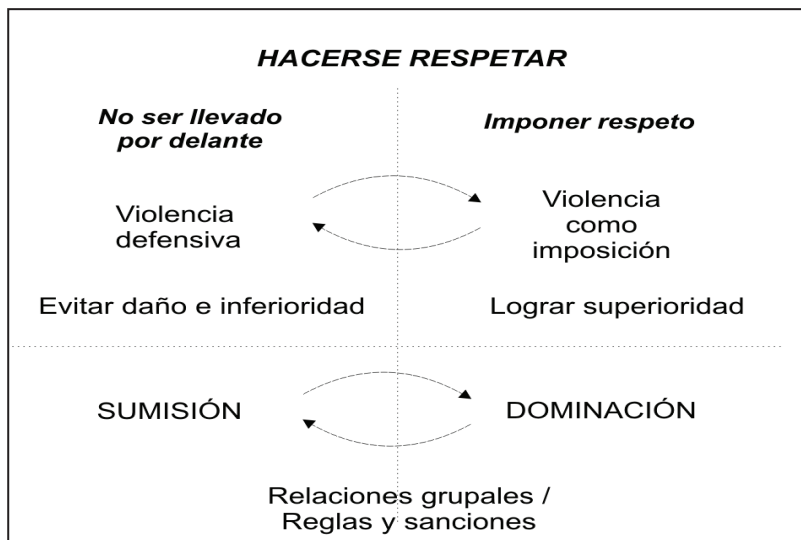 HACERSE RESPETAR
No ser llevado
por delante
Imponer respeto
Violencia
defensiva
Violencia
como
imposición
Evitar daño e inferioridad
Lograr superioridad
SUMISIÓN
DOMINACIÓN
Relaciones grupales /
Reglas y sanciones